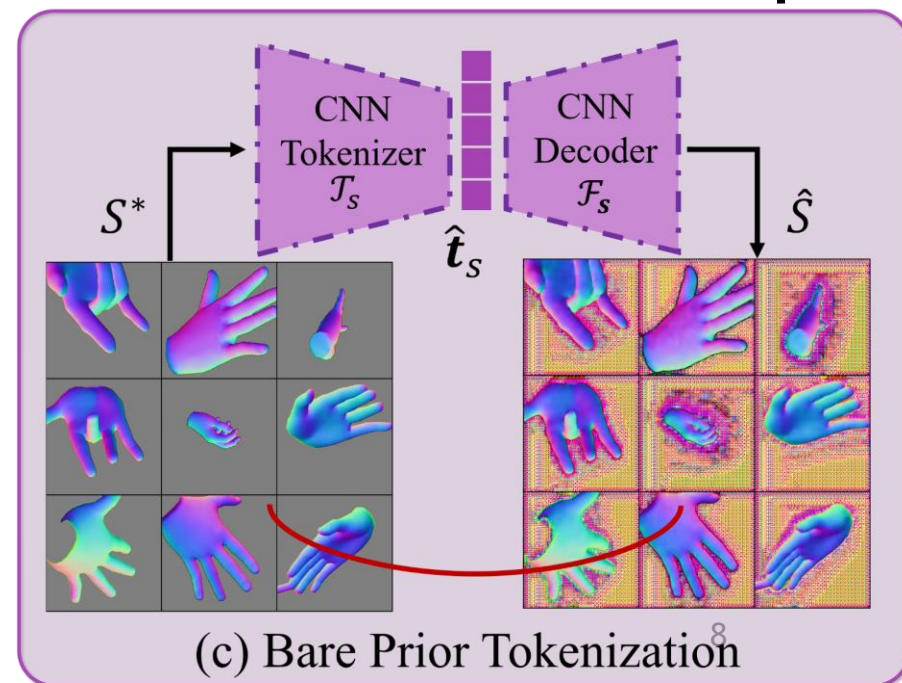 CNN
Tokenizer
𝒯ₛ
CNN
Decoder
ℱₛ
S*
t̂ₛ
Ŝ
(c) Bare Prior Tokenization
8